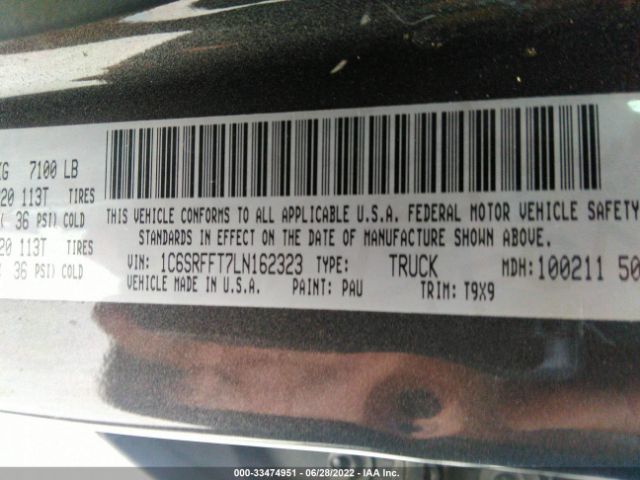 KG 7100 LB
20 113T TIRES
( 36 PSI) COLD
20 113T TIRES
36 PSI) COLD
THIS VEHICLE CONFORMS TO ALL APPLICABLE U.S.A. FEDERAL MOTOR VEHICLE SAFETY
STANDARDS IN EFFECT ON THE DATE OF MANUFACTURE SHOWN ABOVE.
VIN: 1C6SRFFT7LN162323 TYPE: TRUCK MDH: 100211 50
VEHICLE MADE IN U.S.A. PAINT: PAU TRIM: T9X9
000-33474951 - 06/28/2022 - IAA Inc.